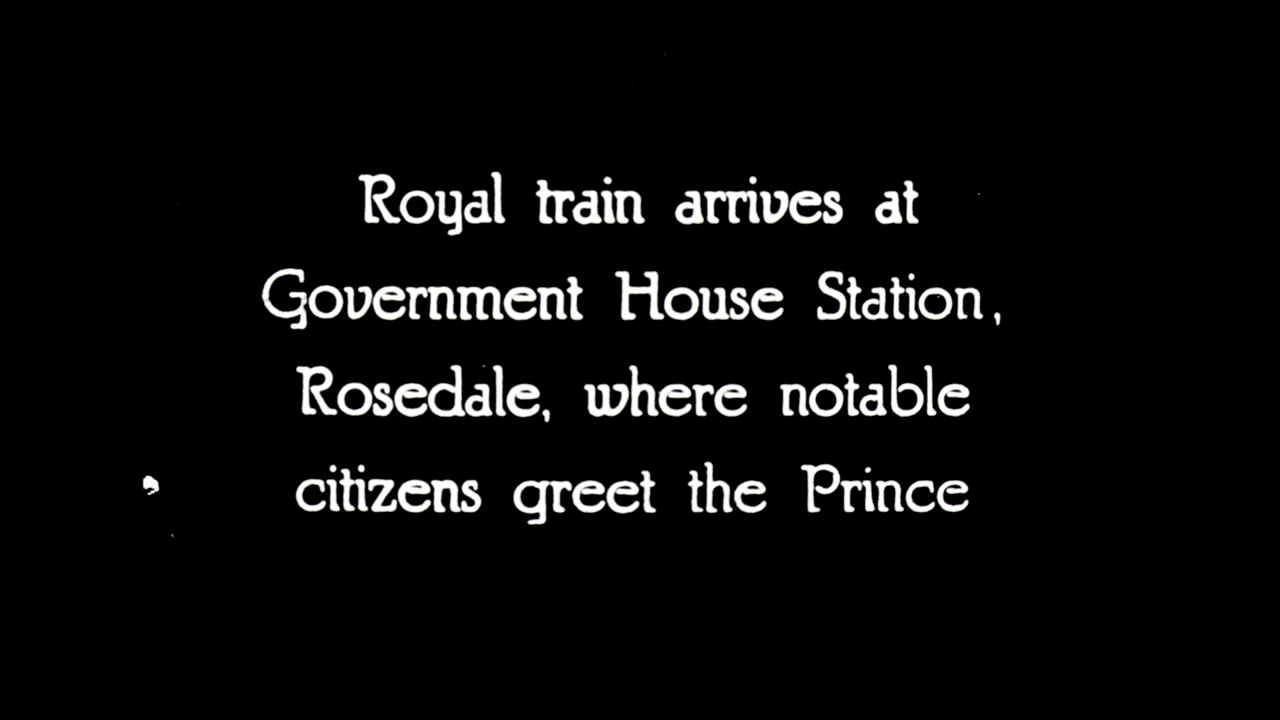 Royal train arrives at
Government House Station,
Rosedale, where notable
citizens greet the Prince